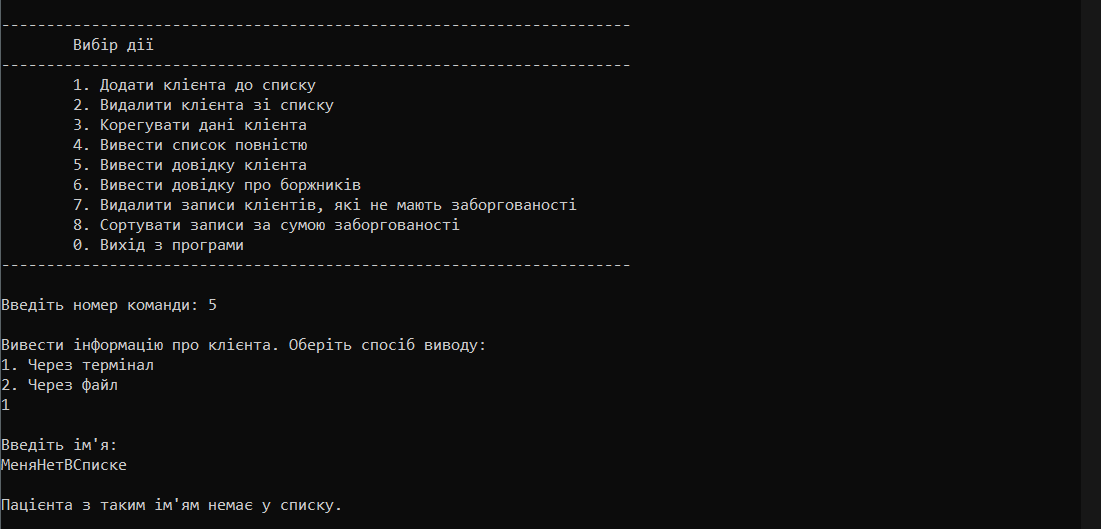 ----------------------------------------------------------------------
Вибір дії
----------------------------------------------------------------------
1. Додати клієнта до списку
2. Видалити клієнта зі списку
3. Корегувати дані клієнта
4. Вивести список повністю
5. Вивести довідку клієнта
6. Вивести довідку про боржників
7. Видалити записи клієнтів, які не мають заборгованості
8. Сортувати записи за сумою заборгованості
0. Вихід з програми
----------------------------------------------------------------------
Введіть номер команди: 5
Вивести інформацію про клієнта. Оберіть спосіб виводу:
1. Через термінал
2. Через файл
1
Введіть ім'я:
МеняНетВСписке
Пацієнта з таким ім'ям немає у списку.